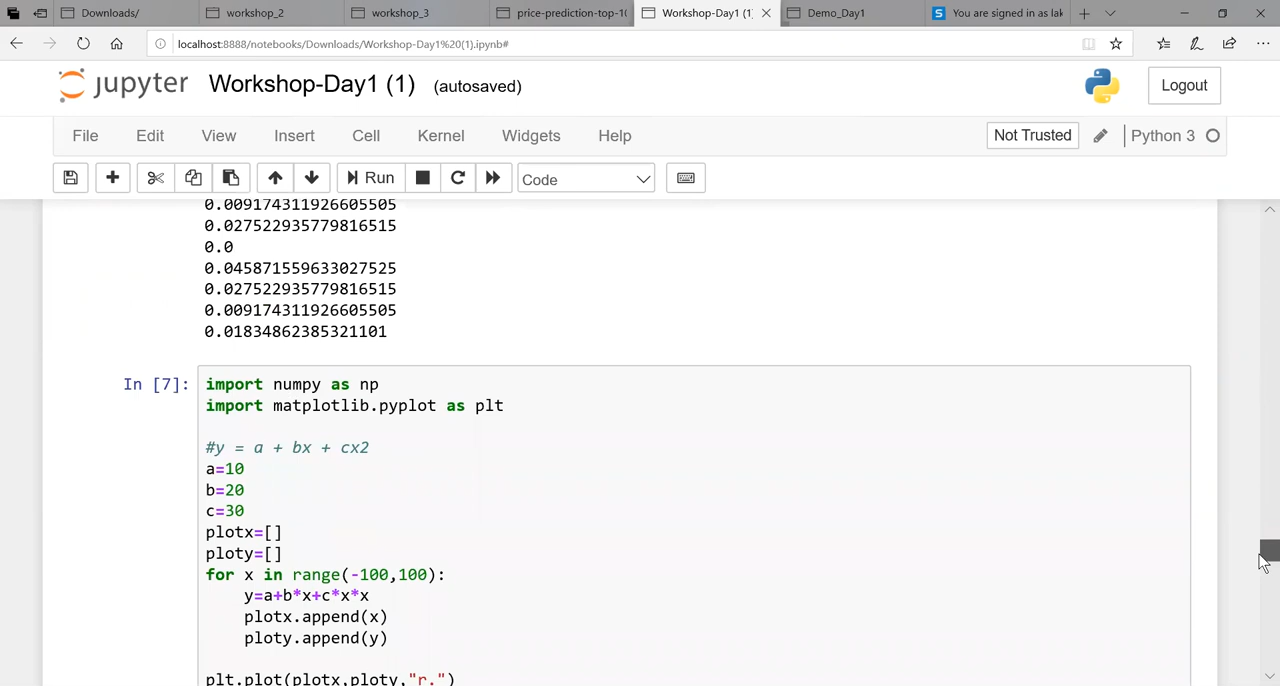 Downloads/ workshop_2 workshop_3 price-prediction-top-1( Workshop-Day1 (1) Demo_Day1 S You are signed in as lak
localhost:8888/notebooks/Downloads/Workshop-Day1%20(1).ipynb#
jupyter Workshop-Day1 (1) (autosaved) Logout
File Edit View Insert Cell Kernel Widgets Help Not Trusted Python 3
Run Code
0.009174311926605505
0.027522935779816515
0.0
0.045871559633027525
0.027522935779816515
0.009174311926605505
0.01834862385321101
In [7]: import numpy as np
import matplotlib.pyplot as plt
#y = a + bx + cx2
a=10
b=20
c=30
plotx=[]
ploty=[]
for x in range(-100,100):
y=a+b*x+c*x*x
plotx.append(x)
ploty.append(y)
plt.plot(plotx,ploty,"r.")